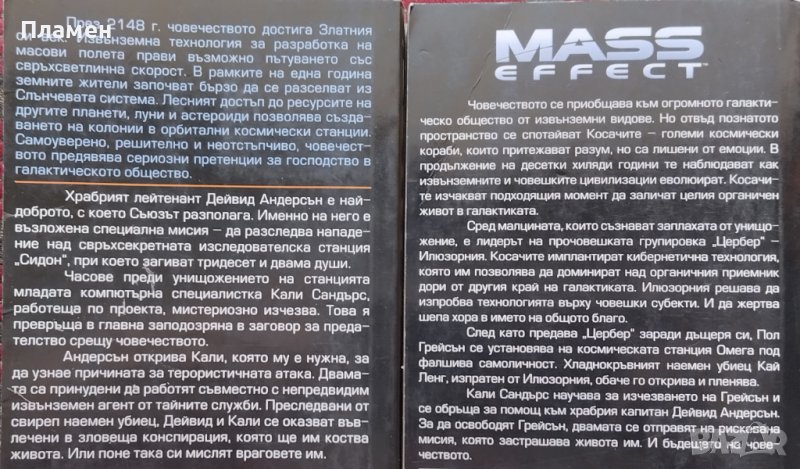 Пламен
През 2148 г. човечеството достига Златния
си век. Извънземна технология за разработка на
масови полета прави възможно пътуването със
свръхсветлинна скорост. В рамките на една година
земните жители започват бързо да се разселват из
Слънчевата система. Лесният достъп до ресурсите на
другите планети, луни и астероиди позволява създа-
ването на колонии в орбитални космически станции.
Самоуверено, решително и неотстъпчиво, човечест-
вото предявява сериозни претенции за господство в
галактическото общество.
Храбрият лейтенант Дейвид Андерсън е най-
доброто, с което Съюзът разполага. Именно на него е
възложена специална мисия – да разследва нападе-
ние над свръхсекретната изследователска станция
„Сидон“, при което загиват тридесет и двама души.
Часове преди унищожението на станцията
младата компютърна специалистка Кали Сандърс,
работеща по проекта, мистериозно изчезва. Това я
превръща в главна заподозряна в заговор за преда-
телство срещу човечеството.
Андерсън открива Кали, която му е нужна, за
да узнае причината за терористичната атака. Двама-
та са принудени да работят съвместно с непредвидим
извънземен агент от тайните служби. Преследвани от
свиреп наемен убиец, Дейвид и Кали се оказват във-
лечени в зловеща конспирация, която ще им коства
живота. Или поне така си мислят враговете им.
MASS
EFFECT™
Човечеството се приобщава към огромното галакти-
ческо общество от извънземни видове. Но отвъд познатото
пространство се спотайват Косачите – големи космически
кораби, които притежават разум, но са лишени от емоции. В
продължение на десетки хиляди години те наблюдават как
извънземните и човешките цивилизации еволюират. Косачи-
те изчакват подходящия момент да заличат целия органичен
живот в галактиката.
Сред малцината, които съзнават заплахата от унищо-
жение, е лидерът на прочовешката групировка „Цербер“ –
Илюзорния. Косачите имплантират кибернетична технология,
която им позволява да доминират над органичния приемник
дори от другия край на галактиката. Илюзорния решава да
изпробва технологията върху човешки субекти. И да жертва
шепа хора в името на общото благо.
След като предава „Цербер“ заради дъщеря си, Пол
Грейсън се установява на космическата станция Омега под
фалшива самоличност. Хладнокръвният наемен убиец Кай
Ленг, изпратен от Илюзорния, обаче го открива и пленява.
Кали Сандърс научава за изчезването на Грейсън и
се обръща за помощ към храбрия капитан Дейвид Андерсън.
За да освободят Грейсън, двамата се отправят на рискована
мисия, която застрашава живота им. И бъдещето на чове-
чеството.